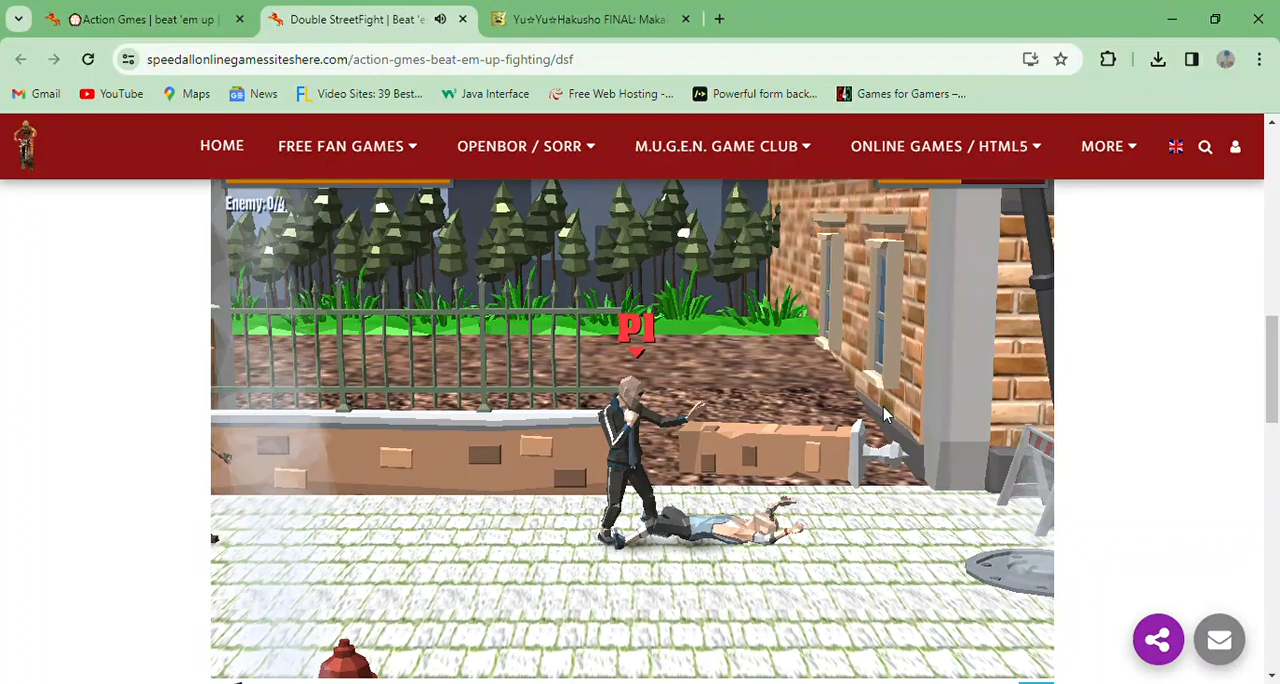 Action Gmes | beat 'em up
Double StreetFight | Beat 'e
Yu☆Yu☆Hakusho FINAL: Maka
speedallonlinegamessiteshere.com/action-gmes-beat-em-up-fighting/dsf
Gmail
YouTube
Maps
News
Video Sites: 39 Best...
Java Interface
Free Web Hosting -...
Powerful form back...
Games for Gamers –...
HOME
FREE FAN GAMES
OPENBOR / SORR
M.U.G.E.N. GAME CLUB
ONLINE GAMES / HTML5
MORE
Enemy:0/4
P1